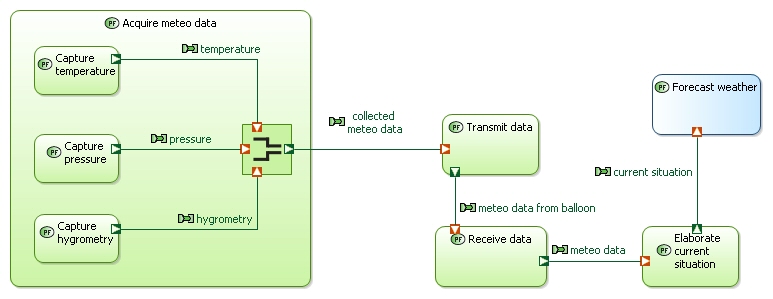 PF Acquire meteo data
PF Capture
temperature
temperature
PF Capture
pressure
pressure
PF Capture
hygrometry
hygrometry
collected
meteo data
PF Transmit data
meteo data from balloon
PF Receive data
meteo data
PF Elaborate
current
situation
current situation
PF Forecast weather